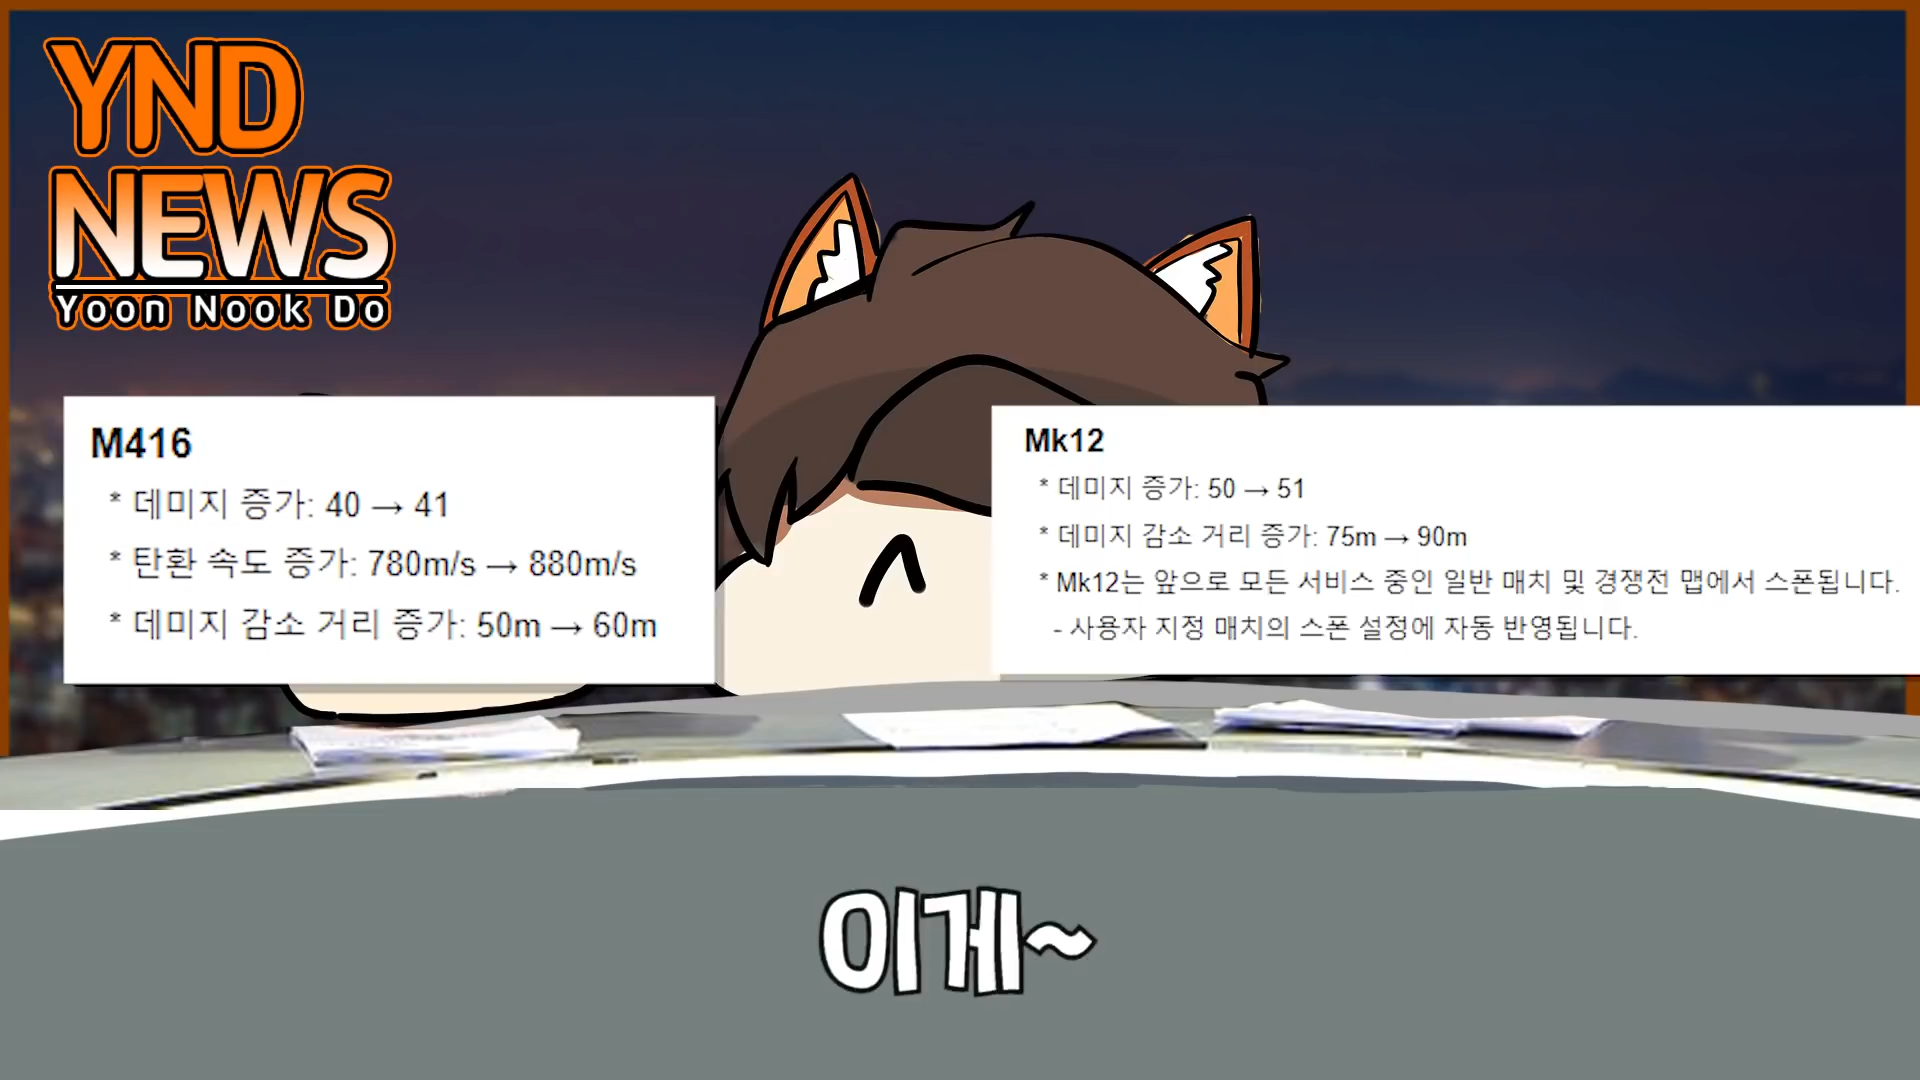 YND
NEWS
Yoon Nook Do
M416
* 데미지 증가: 40 → 41
* 탄환 속도 증가: 780m/s → 880m/s
* 데미지 감소 거리 증가: 50m → 60m
Mk12
* 데미지 증가: 50 → 51
* 데미지 감소 거리 증가: 75m → 90m
* Mk12는 앞으로 모든 서비스 중인 일반 매치 및 경쟁전 맵에서 스폰됩니다.
- 사용자 지정 매치의 스폰 설정에 자동 반영됩니다.
이게~